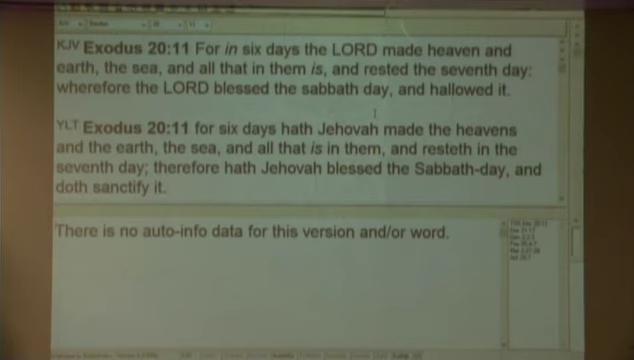 KJV Exodus 20:11 For in six days the LORD made heaven and
earth, the sea, and all that in them is, and rested the seventh day:
wherefore the LORD blessed the sabbath day, and hallowed it.
YLT Exodus 20:11 for six days hath Jehovah made the heavens
and the earth, the sea, and all that is in them, and resteth in the
seventh day; therefore hath Jehovah blessed the Sabbath-day, and
doth sanctify it.
There is no auto-info data for this version and/or word.